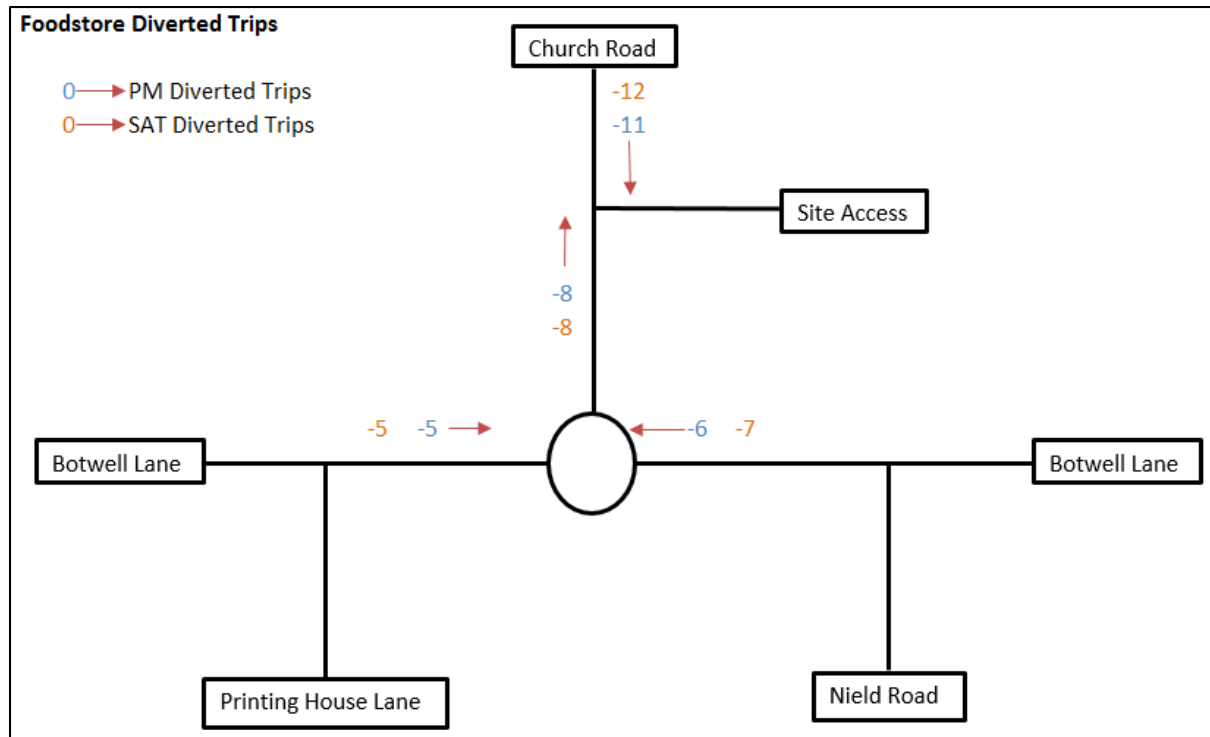 Foodstore Diverted Trips
Church Road
0 PM Diverted Trips
0 SAT Diverted Trips
-12
-11
Site Access
-8
-8
-5 -5 -6 -7
Botwell Lane
Botwell Lane
Printing House Lane
Nield Road